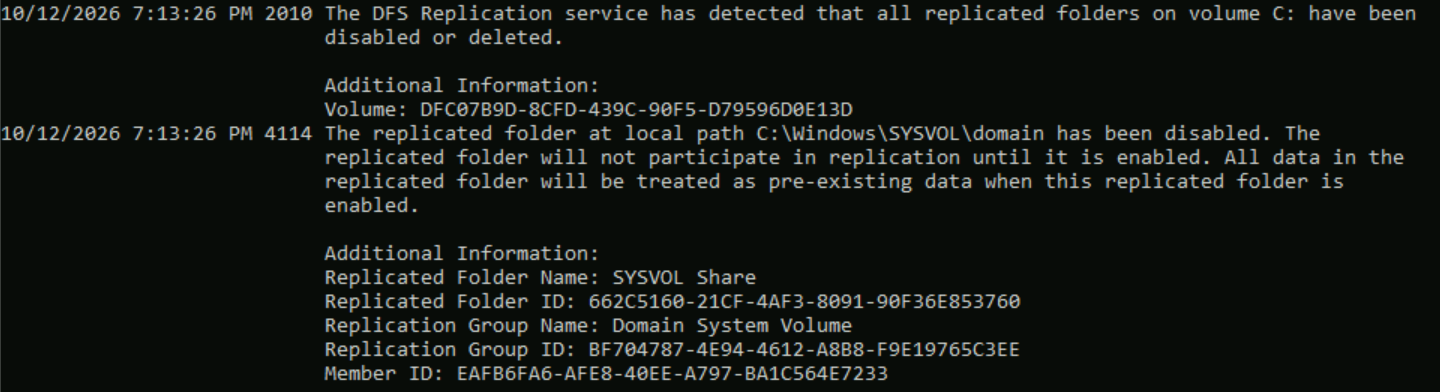 10/12/2026 7:13:26 PM 2010 The DFS Replication service has detected that all replicated folders on volume C: have been
disabled or deleted.
Additional Information:
Volume: DFC07B9D-8CFD-439C-90F5-D79596D0E13D
10/12/2026 7:13:26 PM 4114 The replicated folder at local path C:\Windows\SYSVOL\domain has been disabled. The
replicated folder will not participate in replication until it is enabled. All data in the
replicated folder will be treated as pre-existing data when this replicated folder is
enabled.
Additional Information:
Replicated Folder Name: SYSVOL Share
Replicated Folder ID: 662C5160-21CF-4AF3-8091-90F36E853760
Replication Group Name: Domain System Volume
Replication Group ID: BF704787-4E94-4612-A8B8-F9E19765C3EE
Member ID: EAFB6FA6-AFE8-40EE-A797-BA1C564E7233